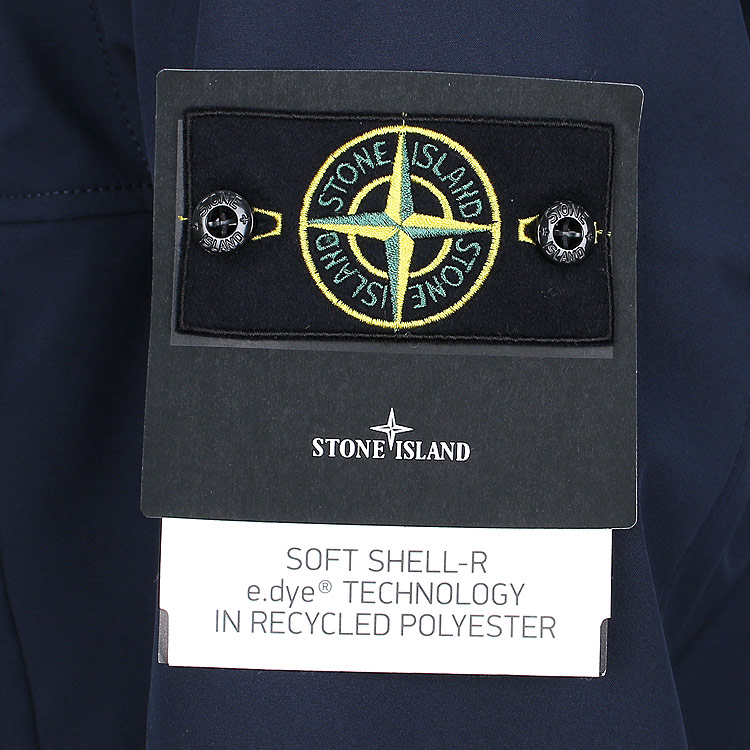 STONE ISLAND
STONE ISLAND
STONE
ISLAND
STONE
ISLAND
STONE ISLAND
SOFT SHELL-R
e.dye® TECHNOLOGY
IN RECYCLED POLYESTER